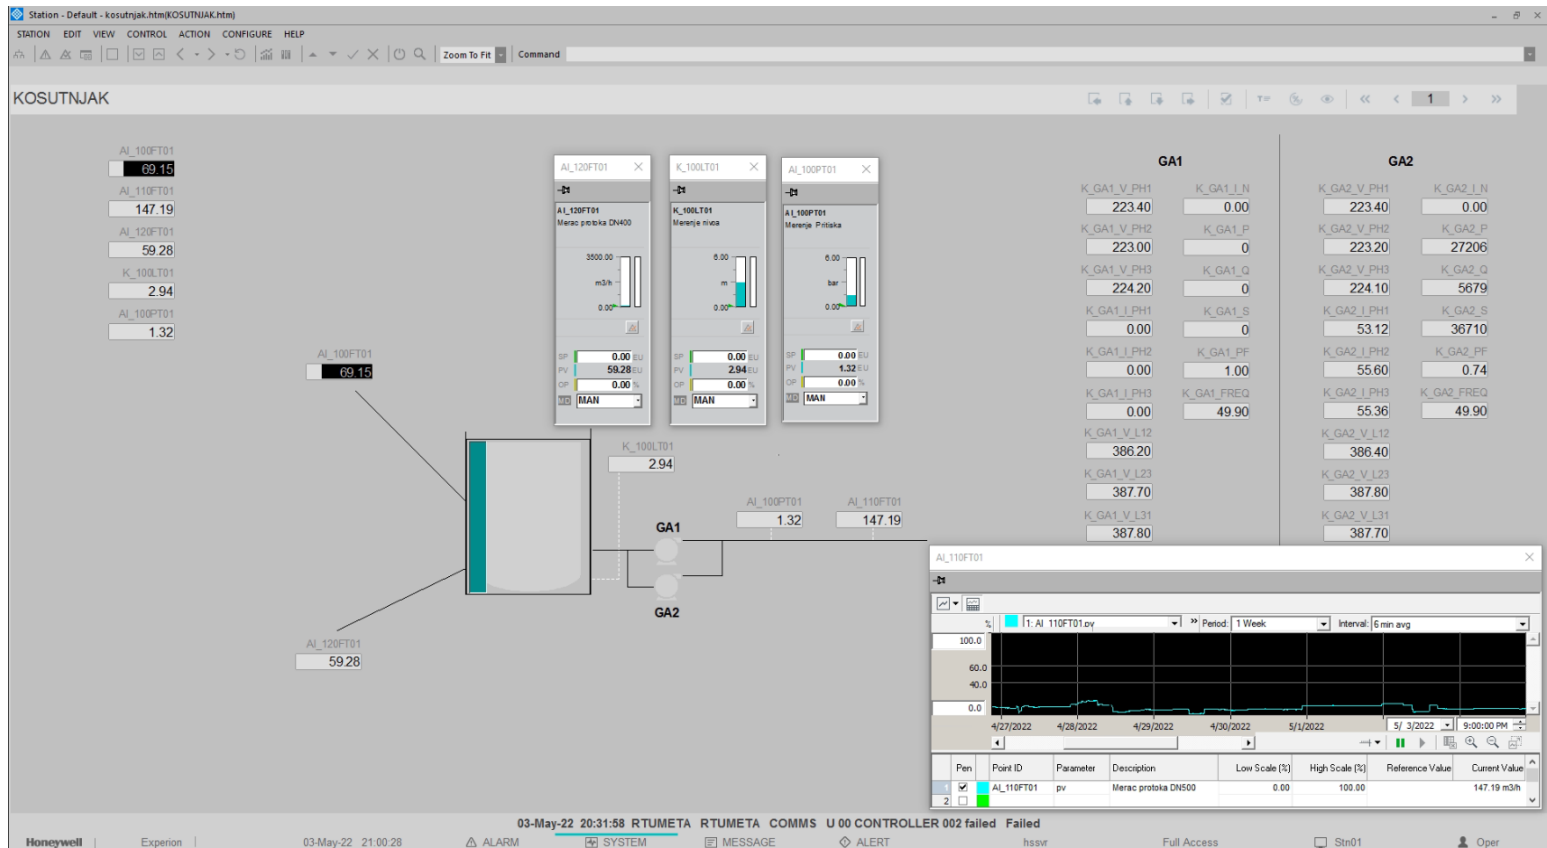 Station - Default - kosutnjak.htm(KOSUTNJAK.htm)
STATION EDIT VIEW CONTROL ACTION CONFIGURE HELP
Zoom To Fit Command
KOSUTNJAK
1
AI_100FT01
69.15
AI_110FT01
147.19
AI_120FT01
59.28
K_100LT01
2.94
AI_100PT01
1.32
AI_100FT01
69.15
AI_120FT01
59.28
AI_120FT01
AI_120FT01
Merac protoka DN400
3500.00
m3/h
0.00
SP 0.00 EU
PV 59.28 EU
OP 0.00 %
MD MAN
K_100LT01
K_100LT01
Merenje nivoa
6.00
m
0.00
SP 0.00 EU
PV 2.94 EU
OP 0.00 %
MD MAN
AI_100PT01
AI_100PT01
Merenje Pritiska
6.00
bar
0.00
SP 0.00 EU
PV 1.32 EU
OP 0.00 %
MD MAN
K_100LT01
2.94
GA1
GA2
AI_100PT01
1.32
AI_110FT01
147.19
GA1
K_GA1_V_PH1 K_GA1_I_N
223.40 0.00
K_GA1_V_PH2 K_GA1_P
223.00 0
K_GA1_V_PH3 K_GA1_Q
224.20 0
K_GA1_I_PH1 K_GA1_S
0.00 0
K_GA1_I_PH2 K_GA1_PF
0.00 1.00
K_GA1_I_PH3 K_GA1_FREQ
0.00 49.90
K_GA1_V_L12
386.20
K_GA1_V_L23
387.70
K_GA1_V_L31
387.80
GA2
K_GA2_V_PH1 K_GA2_I_N
223.40 0.00
K_GA2_V_PH2 K_GA2_P
223.20 27206
K_GA2_V_PH3 K_GA2_Q
224.10 5679
K_GA2_I_PH1 K_GA2_S
53.12 36710
K_GA2_I_PH2 K_GA2_PF
55.60 0.74
K_GA2_I_PH3 K_GA2_FREQ
55.36 49.90
K_GA2_V_L12
386.40
K_GA2_V_L23
387.80
K_GA2_V_L31
387.70
AI_110FT01
% 1: AI_110FT01.pv Period: 1 Week Interval: 6 min avg
100.0
60.0
40.0
0.0
4/27/2022 4/28/2022 4/29/2022 4/30/2022 5/1/2022 5/ 3/2022 9:00:00 PM
Pen Point ID Parameter Description Low Scale (%) High Scale (%) Reference Value Current Value
1 AI_110FT01 pv Merac protoka DN500 0.00 100.00 147.19 m3/h
2
03-May-22 20:31:58 RTUMETA RTUMETA COMMS U 00 CONTROLLER 002 failed Failed
Honeywell Experion 03-May-22 21:00:28 ALARM SYSTEM MESSAGE ALERT hssvr Full Access Stn01 Oper